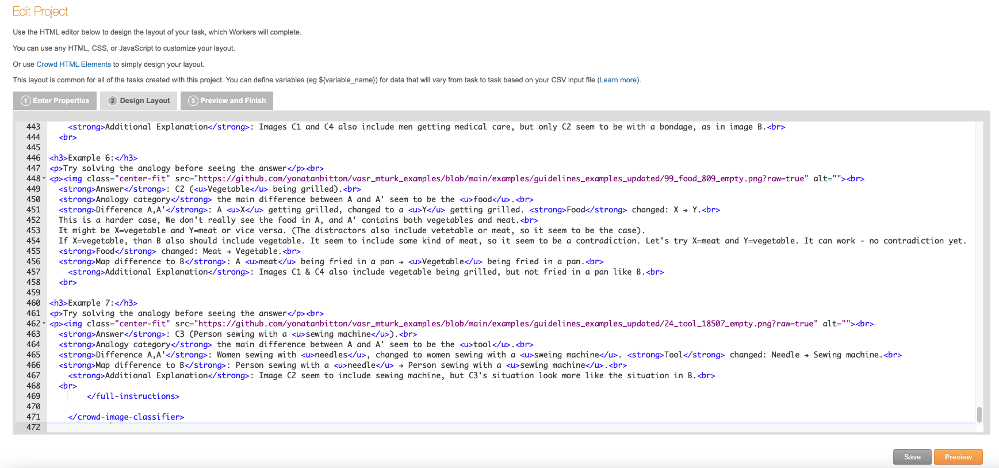 Edit Project
Use the HTML editor below to design the layout of your task, which Workers will complete.
You can use any HTML, CSS, or JavaScript to customize your layout.
Or use Crowd HTML Elements to simply design your layout.
This layout is common for all of the tasks created with this project. You can define variables (eg ${variable_name}) for data that will vary from task to task based on your CSV input file (Learn more).
1 Enter Properties 2 Design Layout 3 Preview and Finish
443 <strong>Additional Explanation</strong>: Images C1 and C4 also include men getting medical care, but only C2 seem to be with a bondage, as in image B.<br>
444 <br>
445
446 <h3>Example 6:</h3>
447 <p>Try solving the analogy before seeing the answer</p><br>
448 <p><img class="center-fit" src="https://github.com/yonatanbitton/vasr_mturk_examples/blob/main/examples/guidelines_examples_updated/99_food_809_empty.png?raw=true" alt=""><br>
449 <strong>Answer</strong>: C2 (<u>Vegetable</u> being grilled).<br>
450 <strong>Analogy category</strong> the main difference between A and A' seem to be the <u>food</u>.<br>
451 <strong>Difference A,A'</strong>: A <u>X</u> getting grilled, changed to a <u>Y</u> getting grilled. <strong>Food</strong> changed: X → Y.<br>
452 This is a harder case, We don't really see the food in A, and A' contains both vegetables and meat.<br>
453 It might be X=vegetable and Y=meat or vice versa. (The distractors also include vetetable or meat, so it seem to be the case).
454 If X=vegetable, than B also should include vegetable. It seem to include some kind of meat, so it seem to be a contradiction. Let's try X=meat and Y=vegetable. It can work - no contradiction yet.
455 <strong>Food</strong> changed: Meat → Vegetable.<br>
456 <strong>Map difference to B</strong>: A <u>meat</u> being fried in a pan → <u>Vegetable</u> being fried in a pan.<br>
457 <strong>Additional Explanation</strong>: Images C1 & C4 also include vegetable being grilled, but not fried in a pan like B.<br>
458 <br>
459
460 <h3>Example 7:</h3>
461 <p>Try solving the analogy before seeing the answer</p><br>
462 <p><img class="center-fit" src="https://github.com/yonatanbitton/vasr_mturk_examples/blob/main/examples/guidelines_examples_updated/24_tool_18507_empty.png?raw=true" alt=""><br>
463 <strong>Answer</strong>: C3 (Person sewing with a <u>sewing machine</u>).<br>
464 <strong>Analogy category</strong> the main difference between A and A' seem to be the <u>tool</u>.<br>
465 <strong>Difference A,A'</strong>: Women sewing with <u>needles</u>, changed to women sewing with a <u>sweing machine</u>. <strong>Tool</strong> changed: Needle → Sewing machine.<br>
466 <strong>Map difference to B</strong>: Person sewing with a <u>needle</u> → Person sewing with a <u>sewing machine</u>.<br>
467 <strong>Additional Explanation</strong>: Image C2 seem to include sewing machine, but C3's situation look more like the situation in B.<br>
468 <br>
469 </full-instructions>
470
471 </crowd-image-classifier>
472
Save Preview